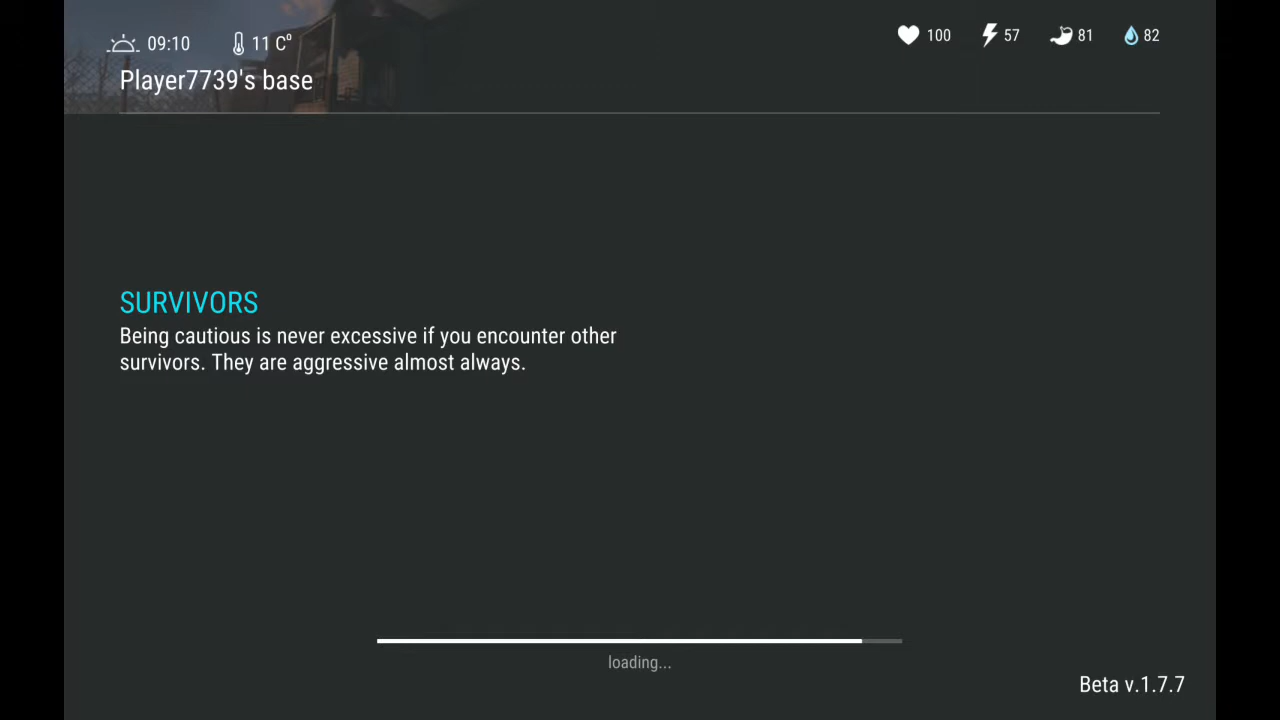 09:10 11 C° 100 57 81 82
Player7739's base
SURVIVORS
Being cautious is never excessive if you encounter other
survivors. They are aggressive almost always.
loading...
Beta v.1.7.7